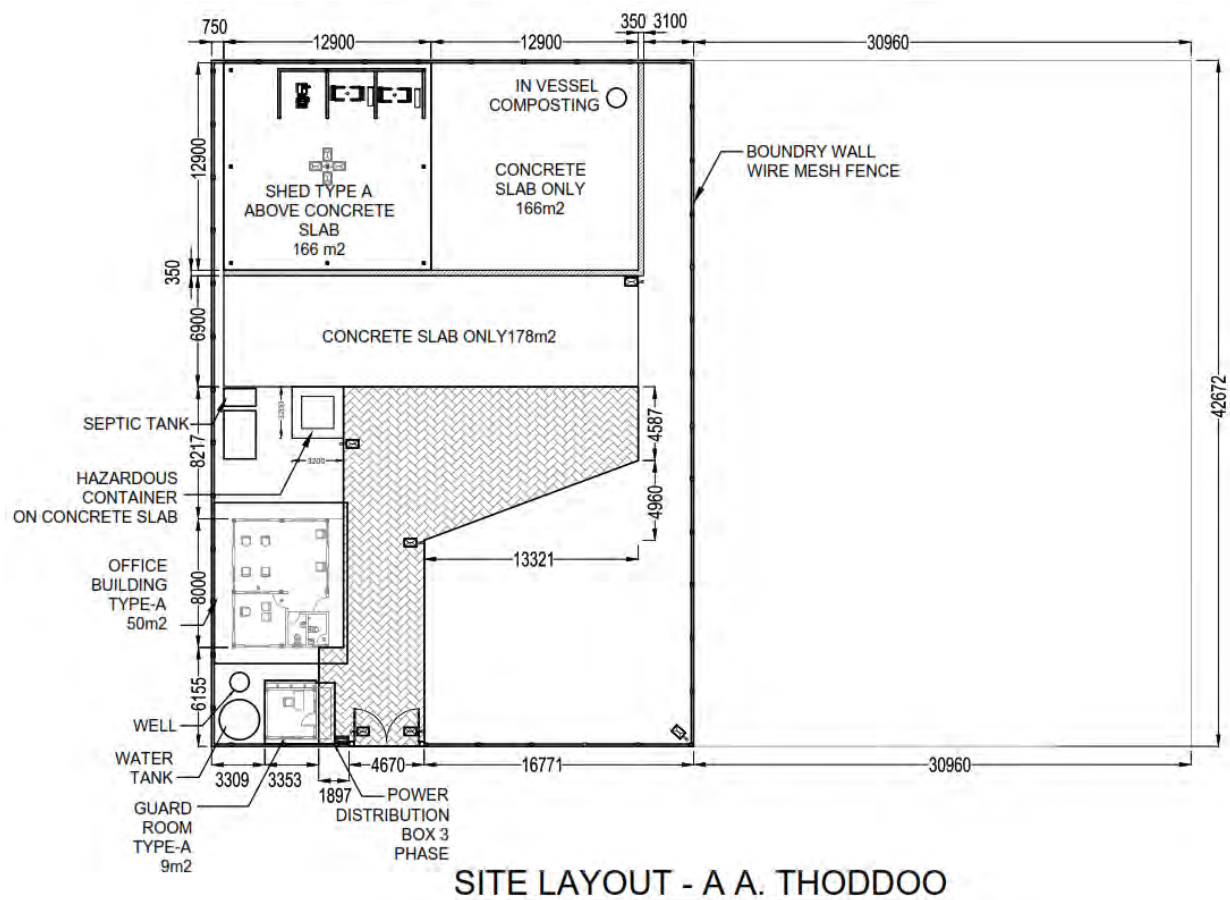 750
12900
12900
350
3100
30960
IN VESSEL
COMPOSTING
12900
BOUNDRY WALL
WIRE MESH FENCE
CONCRETE
SLAB ONLY
166m2
SHED TYPE A
ABOVE CONCRETE
SLAB
166 m2
350
6900
CONCRETE SLAB ONLY178m2
42672
SEPTIC TANK
3200
4587
8217
3200
HAZARDOUS
CONTAINER
ON CONCRETE SLAB
4960
13321
OFFICE
BUILDING
TYPE-A
50m2
8000
6155
WELL
WATER
TANK
3309
3353
4670
16771
30960
1897
GUARD
ROOM
TYPE-A
9m2
POWER
DISTRIBUTION
BOX 3
PHASE
SITE LAYOUT - A A. THODDOO